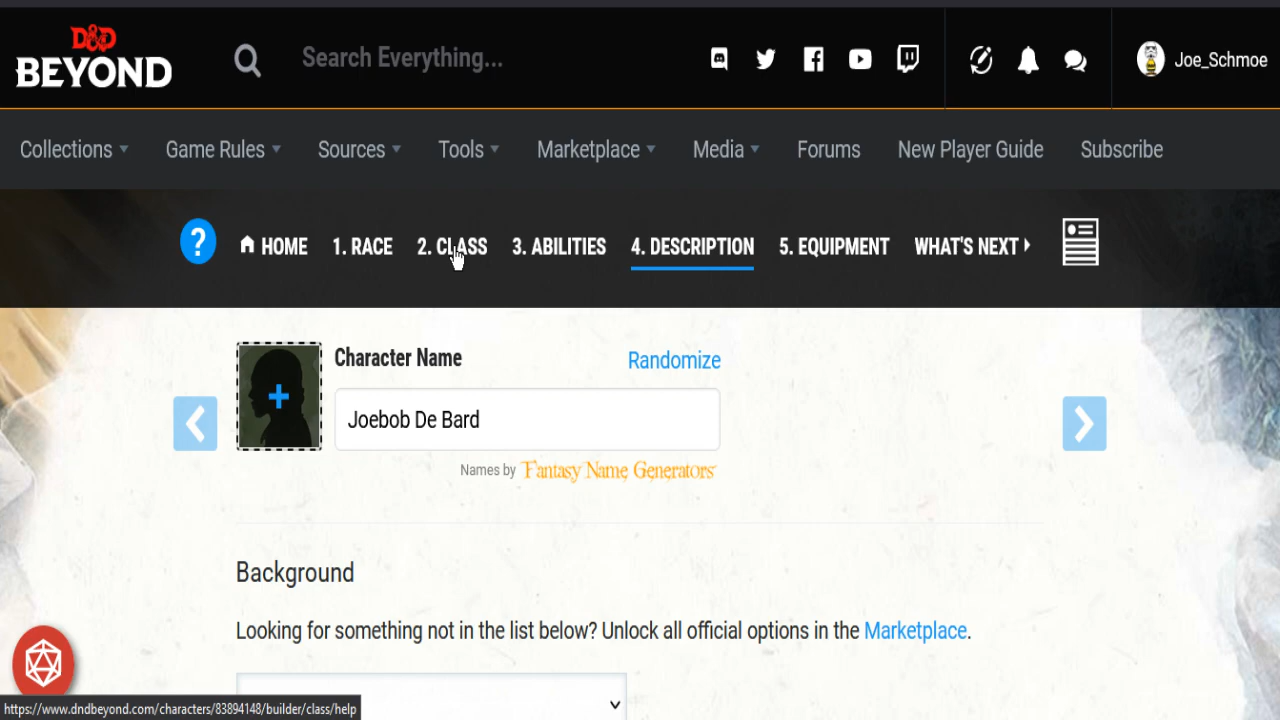 D&D
BEYOND
Search Everything...
Joe_Schmoe
Collections
Game Rules
Sources
Tools
Marketplace
Media
Forums
New Player Guide
Subscribe
?
HOME
1. RACE
2. CLASS
3. ABILITIES
4. DESCRIPTION
5. EQUIPMENT
WHAT'S NEXT
Character Name
Randomize
Joebob De Bard
Names by Fantasy Name Generators
Background
Looking for something not in the list below? Unlock all official options in the Marketplace.
https://www.dndbeyond.com/characters/83894148/builder/class/help